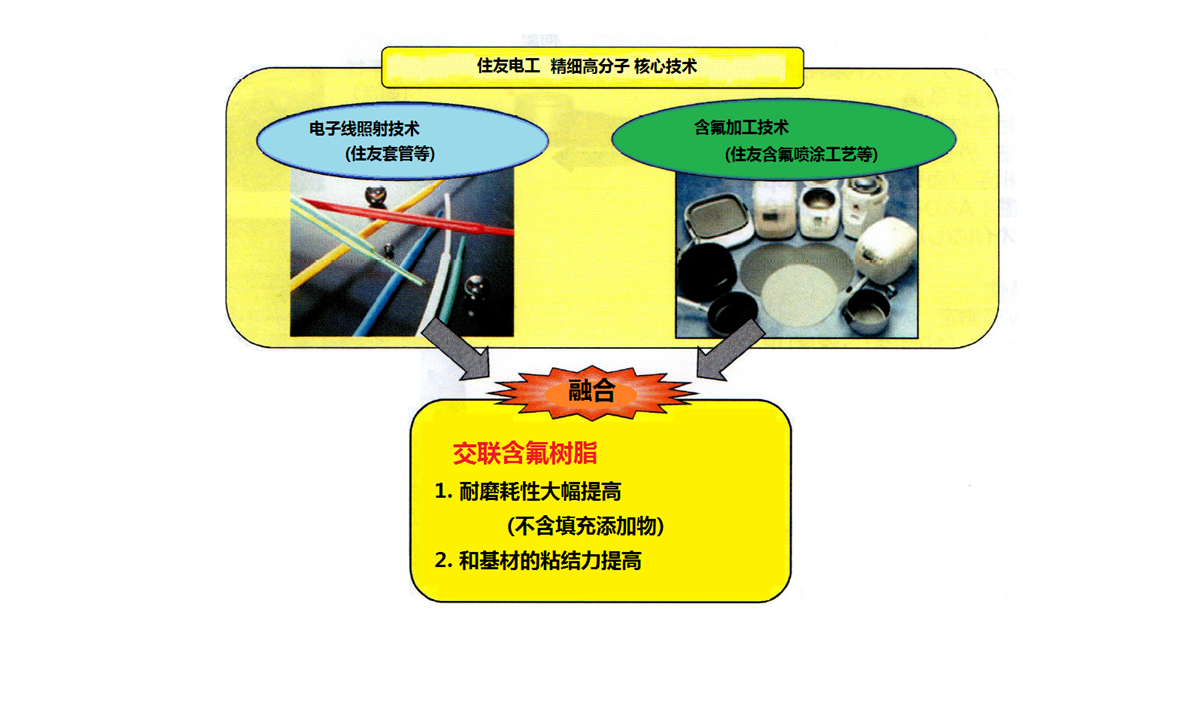 住友电工 精细高分子 核心技术
电子线照射技术
(住友套管等)
含氟加工技术
(住友含氟喷涂工艺等)
融合
交联含氟树脂
1. 耐磨耗性大幅提高
(不含填充添加物)
2. 和基材的粘结力提高